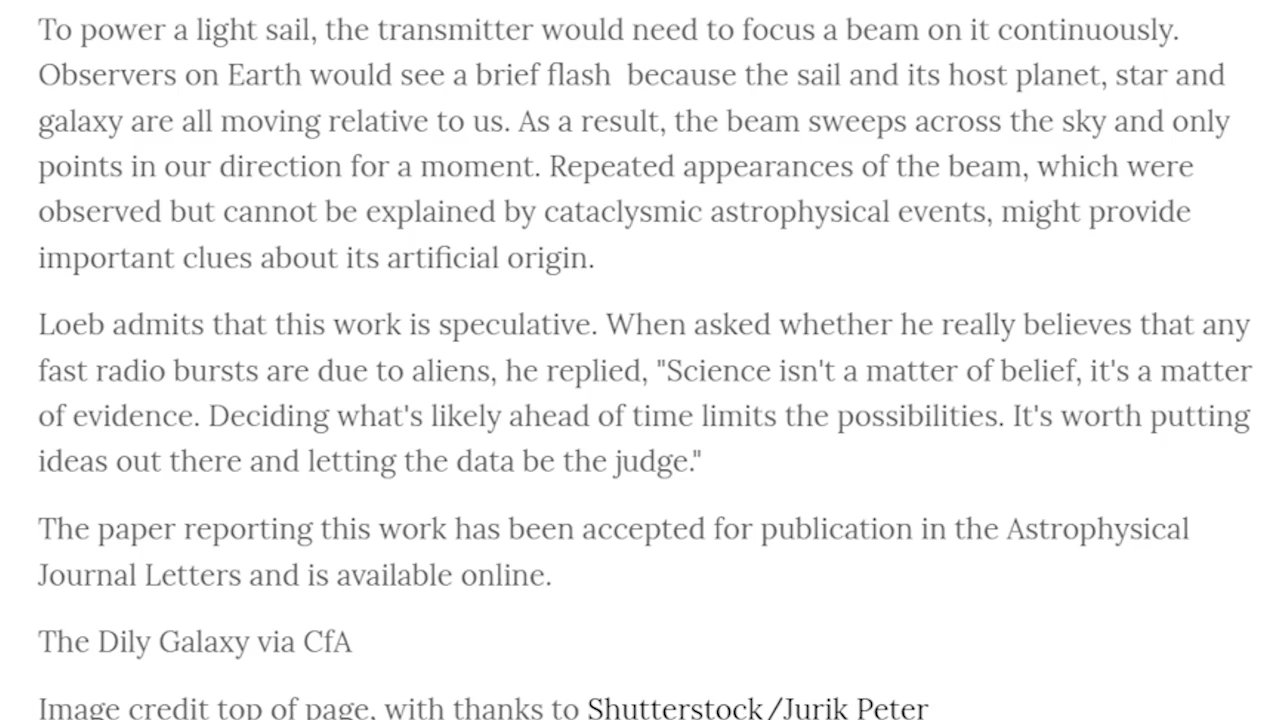 To power a light sail, the transmitter would need to focus a beam on it continuously.
Observers on Earth would see a brief flash  because the sail and its host planet, star and
galaxy are all moving relative to us. As a result, the beam sweeps across the sky and only
points in our direction for a moment. Repeated appearances of the beam, which were
observed but cannot be explained by cataclysmic astrophysical events, might provide
important clues about its artificial origin.
Loeb admits that this work is speculative. When asked whether he really believes that any
fast radio bursts are due to aliens, he replied, "Science isn't a matter of belief, it's a matter
of evidence. Deciding what's likely ahead of time limits the possibilities. It's worth putting
ideas out there and letting the data be the judge."
The paper reporting this work has been accepted for publication in the Astrophysical
Journal Letters and is available online.
The Dily Galaxy via CfA
Image credit top of page, with thanks to Shutterstock/Jurik Peter